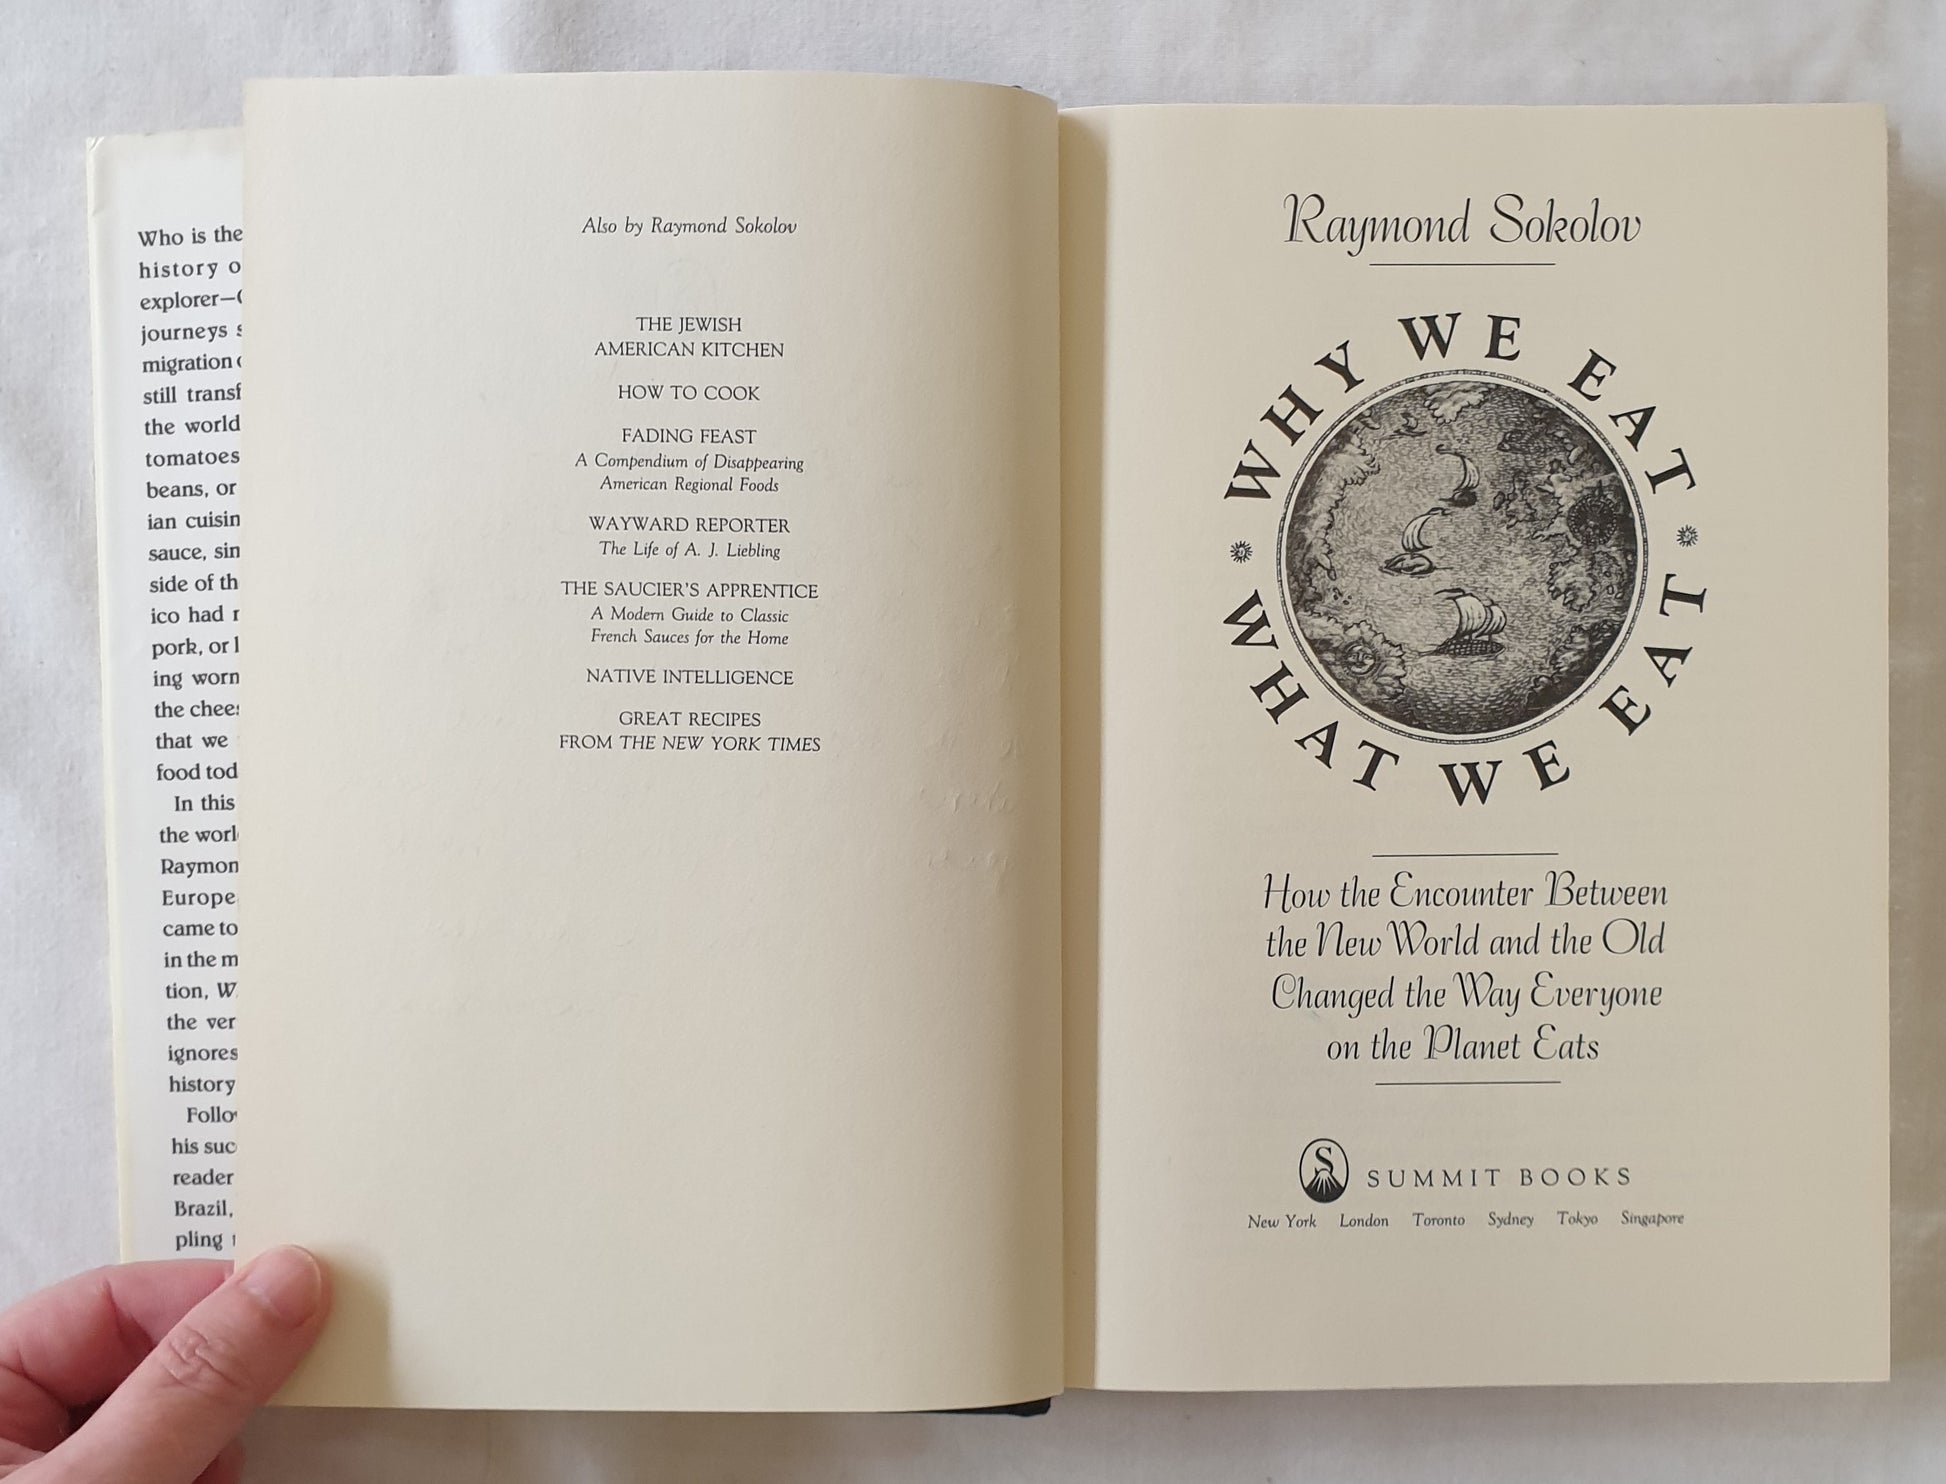 Who is the
history o
explorer—
journeys s
migration
still transf
the world
tomatoes
beans, or
ian cuisin
sauce, sin
side of th
ico had
pork, or
ing worn
the chees
that we
food tod
In this
the worl
Raymon
Europe
came to
in the m
tion, W
the ver
ignores
history
Follo
his suc
reader
Brazil,
pling
Also by Raymond Sokolov
THE JEWISH
AMERICAN KITCHEN
HOW TO COOK
FADING FEAST
A Compendium of Disappearing
American Regional Foods
WAYWARD REPORTER
The Life of A. J. Liebling
THE SAUCIER'S APPRENTICE
A Modern Guide to Classic
French Sauces for the Home
NATIVE INTELLIGENCE
GREAT RECIPES
FROM THE NEW YORK TIMES
Raymond Sokolov
WHY WE EAT
WHAT WE EAT
How the Encounter Between
the New World and the Old
Changed the Way Everyone
on the Planet Eats
S SUMMIT BOOKS
New York London Toronto Sydney Tokyo Singapore